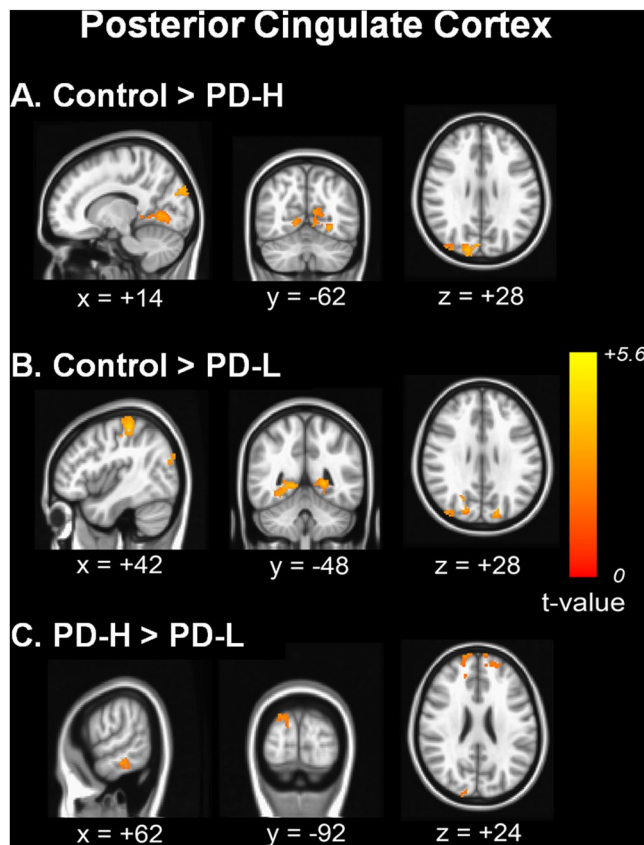 Posterior Cingulate Cortex
A. Control > PD-H
x = +14
y = -62
z = +28
B. Control > PD-L
+5.6
x = +42
y = -48
z = +28
0
t-value
C. PD-H > PD-L
x = +62
y = -92
z = +24